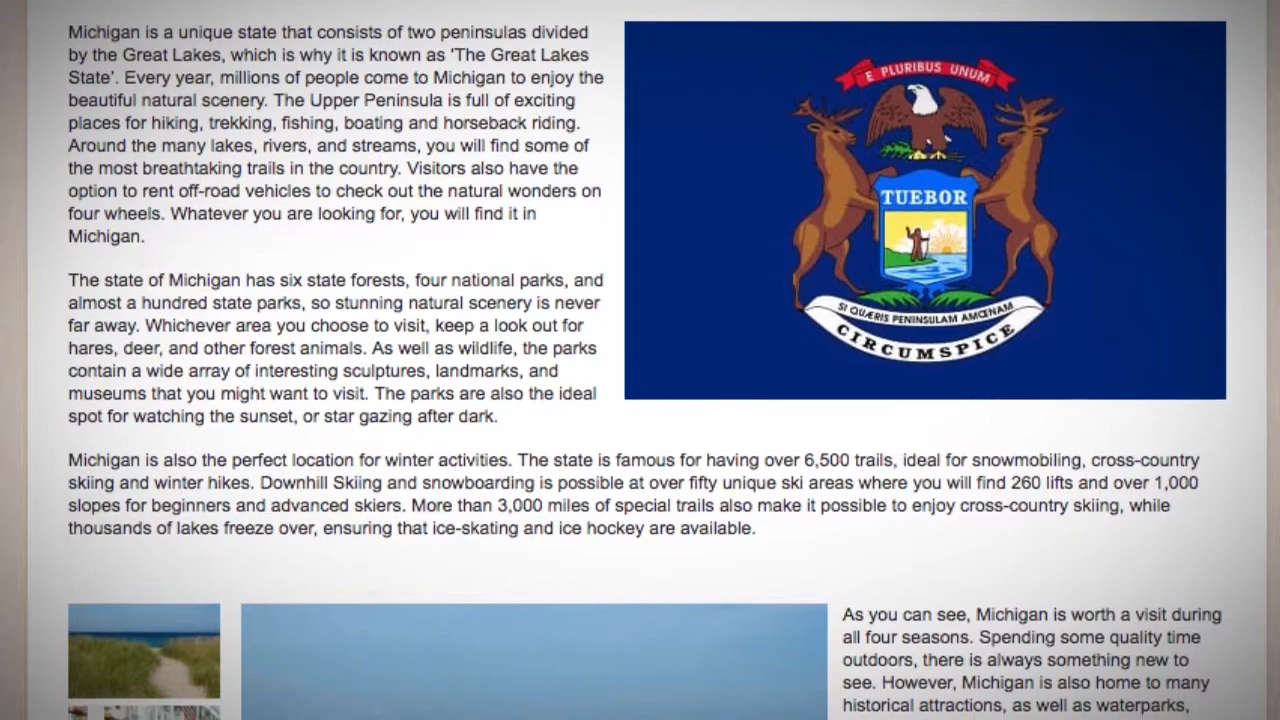 Michigan is a unique state that consists of two peninsulas divided
by the Great Lakes, which is why it is known as ‘The Great Lakes
State’. Every year, millions of people come to Michigan to enjoy the
beautiful natural scenery. The Upper Peninsula is full of exciting
places for hiking, trekking, fishing, boating and horseback riding.
Around the many lakes, rivers, and streams, you will find some of
the most breathtaking trails in the country. Visitors also have the
option to rent off-road vehicles to check out the natural wonders on
four wheels. Whatever you are looking for, you will find it in
Michigan.
The state of Michigan has six state forests, four national parks, and
almost a hundred state parks, so stunning natural scenery is never
far away. Whichever area you choose to visit, keep a look out for
hares, deer, and other forest animals. As well as wildlife, the parks
contain a wide array of interesting sculptures, landmarks, and
museums that you might want to visit. The parks are also the ideal
spot for watching the sunset, or star gazing after dark.
E PLURIBUS UNUM
TUEBOR
SI QUÆRIS PENINSULAM AMŒNAM
CIRCUMSPICE
Michigan is also the perfect location for winter activities. The state is famous for having over 6,500 trails, ideal for snowmobiling, cross-country
skiing and winter hikes. Downhill Skiing and snowboarding is possible at over fifty unique ski areas where you will find 260 lifts and over 1,000
slopes for beginners and advanced skiers. More than 3,000 miles of special trails also make it possible to enjoy cross-country skiing, while
thousands of lakes freeze over, ensuring that ice-skating and ice hockey are available.
As you can see, Michigan is worth a visit during
all four seasons. Spending some quality time
outdoors, there is always something new to
see. However, Michigan is also home to many
historical attractions, as well as waterparks,